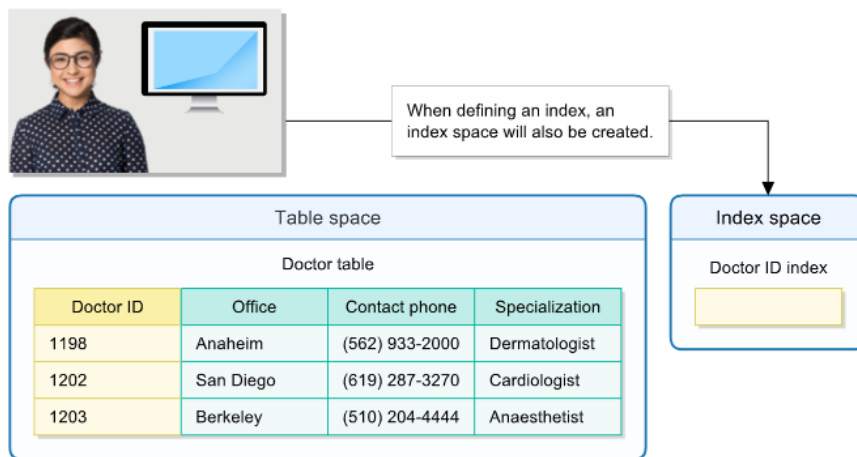 When defining an index, an
index space will also be created.
Table space
Doctor table
Doctor ID Office Contact phone Specialization
1198 Anaheim (562) 933-2000 Dermatologist
1202 San Diego (619) 287-3270 Cardiologist
1203 Berkeley (510) 204-4444 Anaesthetist
Index space
Doctor ID index